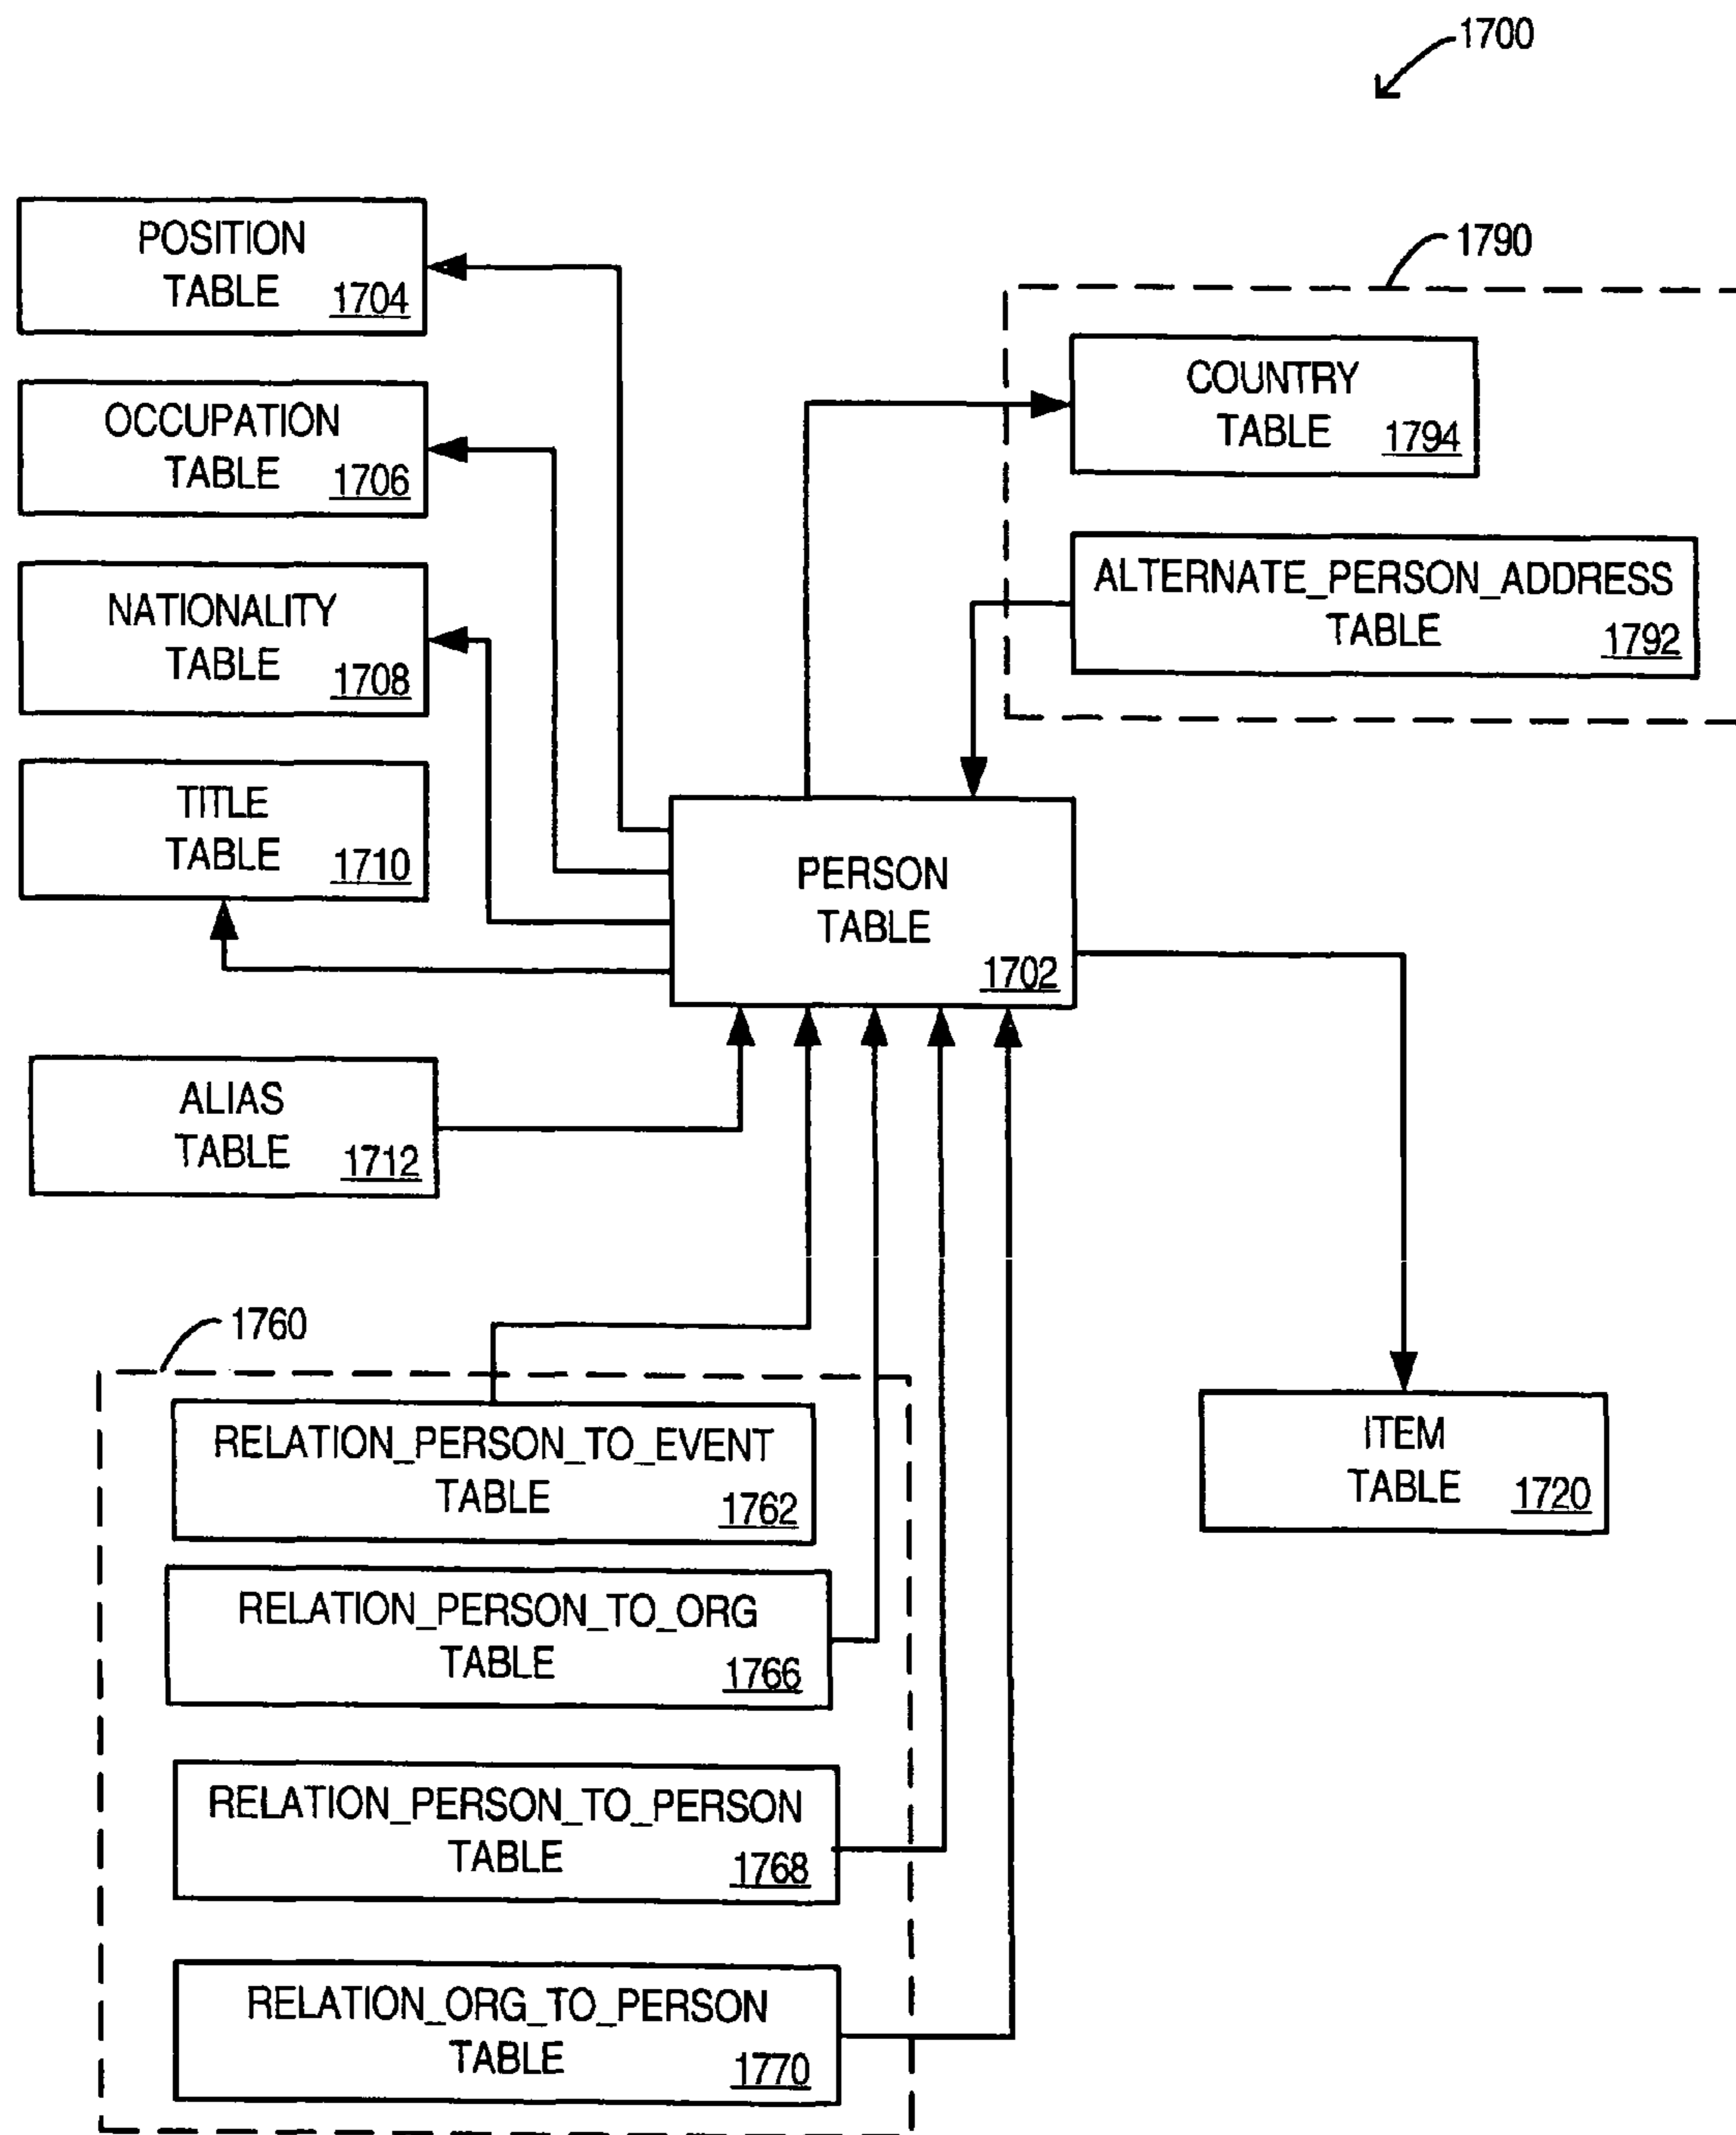 1700
POSITION
TABLE 1704
1790
COUNTRY
TABLE 1794
OCCUPATION
TABLE 1706
ALTERNATE_PERSON_ADDRESS
TABLE 1792
NATIONALITY
TABLE 1708
TITLE
TABLE 1710
PERSON
TABLE
1702
ALIAS
TABLE 1712
1760
RELATION_PERSON_TO_EVENT
TABLE 1762
ITEM
TABLE 1720
RELATION_PERSON_TO_ORG
TABLE 1766
RELATION_PERSON_TO_PERSON
TABLE 1768
RELATION_ORG_TO_PERSON
TABLE 1770